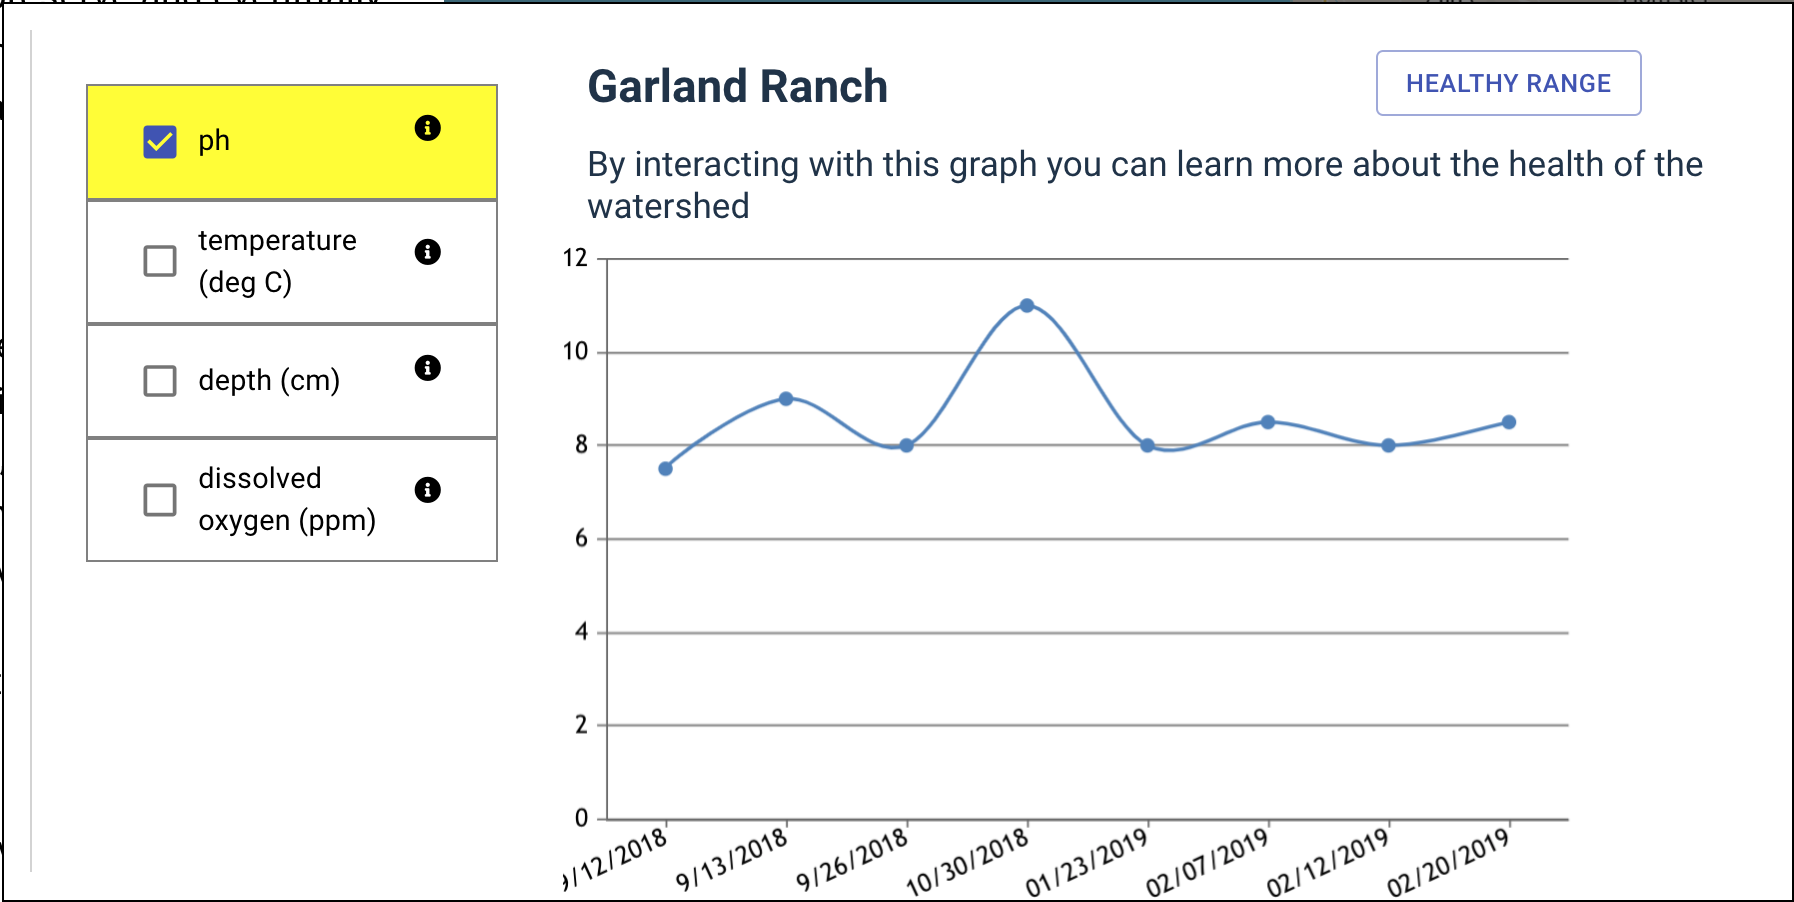 ph
temperature
(deg C)
depth (cm)
dissolved
oxygen (ppm)
Garland Ranch
HEALTHY RANGE
By interacting with this graph you can learn more about the health of the
watershed
12
10
8
6
4
2
0
9/12/2018
9/13/2018
9/26/2018
10/30/2018
01/23/2019
02/07/2019
02/12/2019
02/20/2019